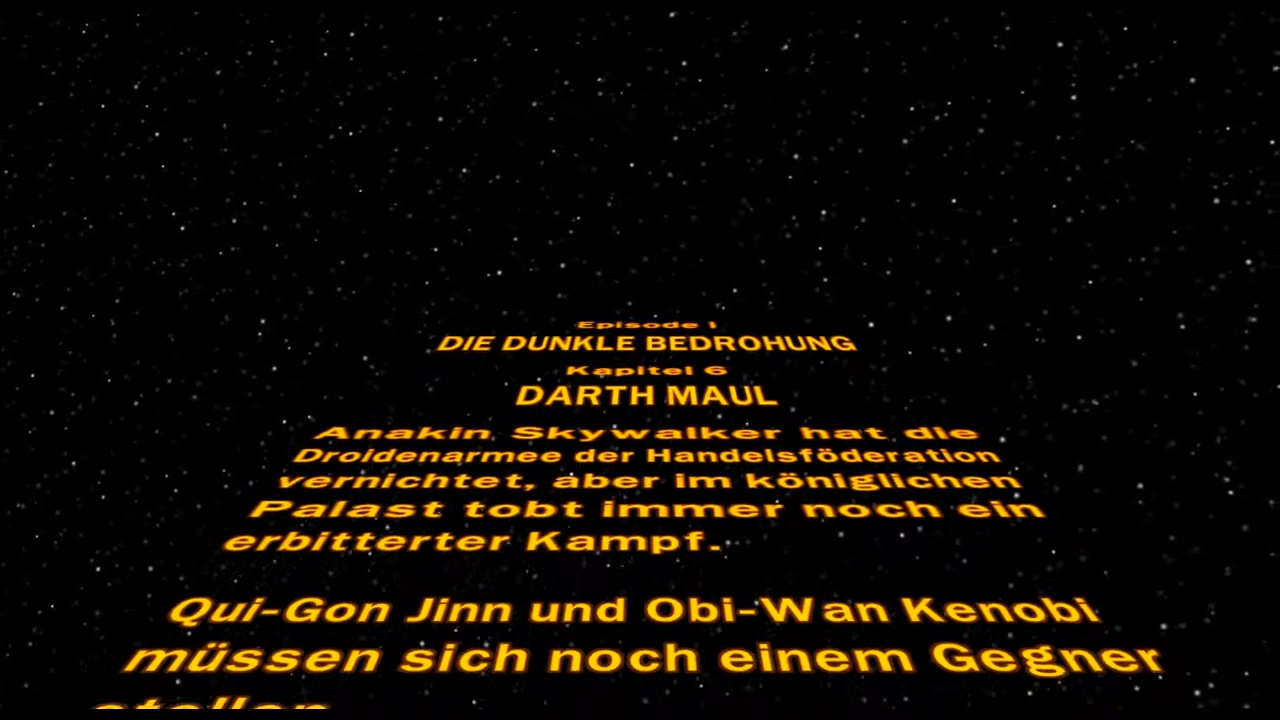 Episode I
DIE DUNKLE BEDROHUNG
Kapitel 6
DARTH MAUL
Anakin Skywalker hat die
Droidenarmee der Handelsföderation
vernichtet, aber im königlichen
Palast tobt immer noch ein
erbitterter Kampf.
Qui-Gon Jinn und Obi-Wan Kenobi
müssen sich noch einem Gegner
stellen